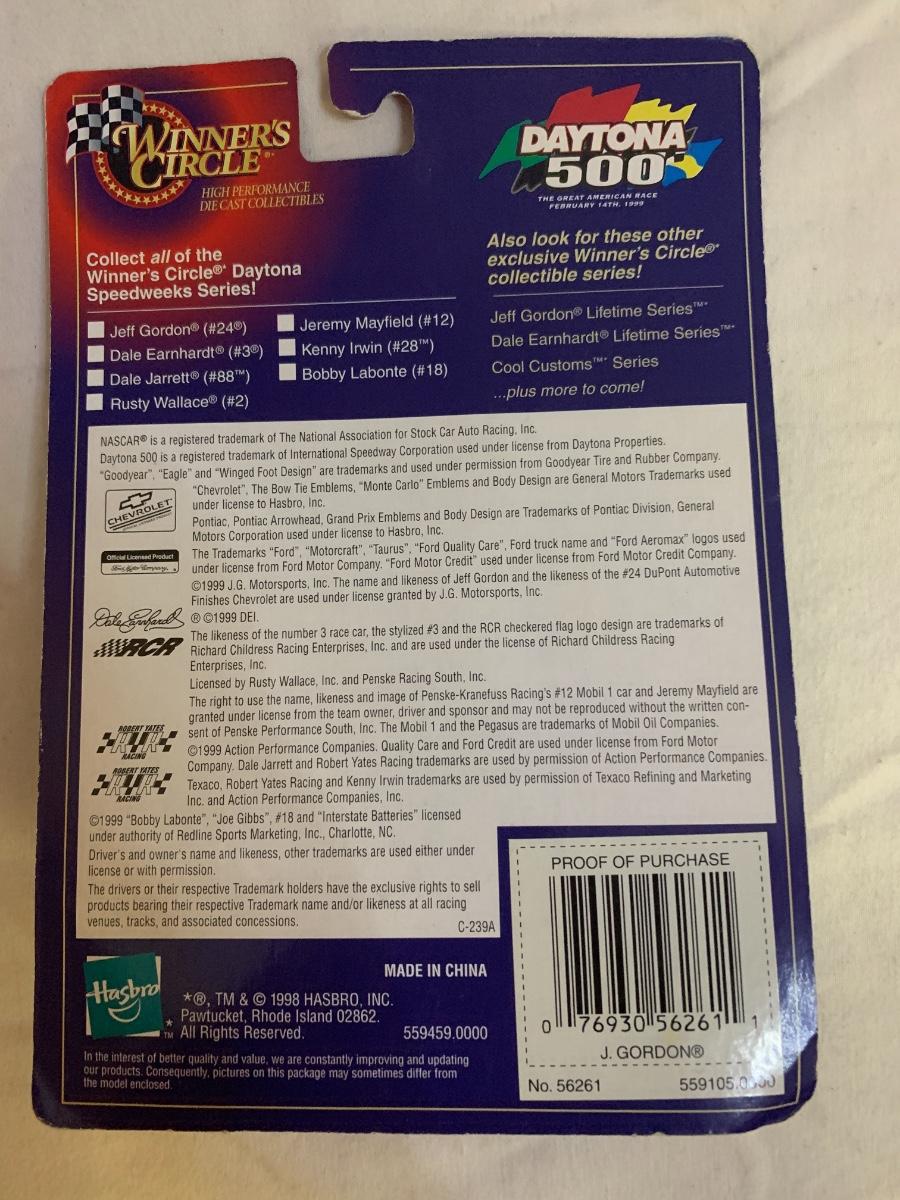 WINNER'S
CIRCLE®*
HIGH PERFORMANCE
DIE CAST COLLECTIBLES
DAYTONA
500
THE GREAT AMERICAN RACE
FEBRUARY 14TH, 1999
Collect all of the
Winner's Circle®* Daytona
Speedweeks Series!
Jeff Gordon® (#24®)
Dale Earnhardt® (#3®)
Dale Jarrett® (#88™)
Rusty Wallace® (#2)
Jeremy Mayfield (#12)
Kenny Irwin (#28™)
Bobby Labonte (#18)
Also look for these other
exclusive Winner's Circle®*
collectible series!
Jeff Gordon® Lifetime Series™*
Dale Earnhardt® Lifetime Series™*
Cool Customs™* Series
...plus more to come!
NASCAR® is a registered trademark of The National Association for Stock Car Auto Racing, Inc.
Daytona 500 is a registered trademark of International Speedway Corporation used under license from Daytona Properties.
"Goodyear", "Eagle" and "Winged Foot Design" are trademarks and used under permission from Goodyear Tire and Rubber Company.
CHEVROLET
"Chevrolet", The Bow Tie Emblems, "Monte Carlo" Emblems and Body Design are General Motors Trademarks used
under license to Hasbro, Inc.
Pontiac, Pontiac Arrowhead, Grand Prix Emblems and Body Design are Trademarks of Pontiac Division, General
Motors Corporation used under license to Hasbro, Inc.
Official Licensed Product
Ford Motor Company
The Trademarks "Ford", "Motorcraft", "Taurus", "Ford Quality Care", Ford truck name and "Ford Aeromax" logos used
under license from Ford Motor Company. "Ford Motor Credit" used under license from Ford Motor Credit Company.
©1999 J.G. Motorsports, Inc. The name and likeness of Jeff Gordon and the likeness of the #24 DuPont Automotive
Finishes Chevrolet are used under license granted by J.G. Motorsports, Inc.
Dale Earnhardt ® ©1999 DEI.
RCR
The likeness of the number 3 race car, the stylized #3 and the RCR checkered flag logo design are trademarks of
Richard Childress Racing Enterprises, Inc. and are used under the license of Richard Childress Racing
Enterprises, Inc.
Licensed by Rusty Wallace, Inc. and Penske Racing South, Inc.
The right to use the name, likeness and image of Penske-Kranefuss Racing's #12 Mobil 1 car and Jeremy Mayfield are
granted under license from the team owner, driver and sponsor and may not be reproduced without the written con-
sent of Penske Performance South, Inc. The Mobil 1 and the Pegasus are trademarks of Mobil Oil Companies.
ROBERT YATES
RACING
©1999 Action Performance Companies. Quality Care and Ford Credit are used under license from Ford Motor
Company. Dale Jarrett and Robert Yates Racing trademarks are used by permission of Action Performance Companies.
ROBERT YATES
RACING
Texaco, Robert Yates Racing and Kenny Irwin trademarks are used by permission of Texaco Refining and Marketing
Inc. and Action Performance Companies, Inc.
©1999 "Bobby Labonte", "Joe Gibbs", #18 and "Interstate Batteries" licensed
under authority of Redline Sports Marketing, Inc., Charlotte, NC.
Driver's and owner's name and likeness, other trademarks are used either under
license or with permission.
The drivers or their respective Trademark holders have the exclusive rights to sell
products bearing their respective Trademark name and/or likeness at all racing
venues, tracks, and associated concessions.
C-239A
PROOF OF PURCHASE
0 76930 56261 1
J. GORDON®
No. 56261
Hasbro
*™
MADE IN CHINA
*®, TM & © 1998 HASBRO, INC.
Pawtucket, Rhode Island 02862.
All Rights Reserved.
559459.0000
In the interest of better quality and value, we are constantly improving and updating
our products. Consequently, pictures on this package may sometimes differ from
the model enclosed.